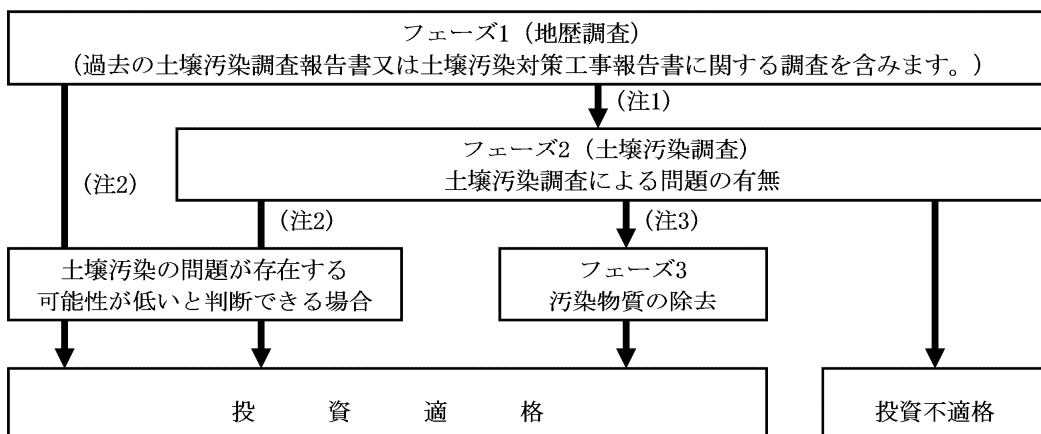 フェーズ1（地歴調査）
（過去の土壌汚染調査報告書又は土壌汚染対策工事報告書に関する調査を含みます。）
（注1）
フェーズ2（土壌汚染調査）
土壌汚染調査による問題の有無
（注2）
（注2）
（注3）
土壌汚染の問題が存在する
可能性が低いと判断できる場合
フェーズ3
汚染物質の除去
投　資　適　格
投資不適格